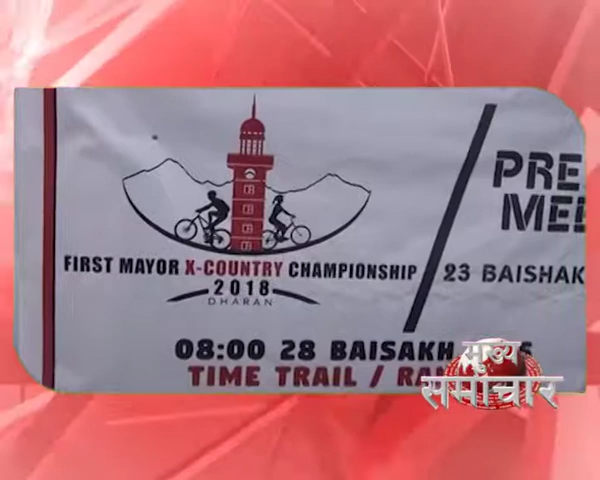 PRE
MEE
FIRST MAYOR X-COUNTRY CHAMPIONSHIP
2018
DHARAN
23 BAISHAK
08:00 28 BAISAKH
TIME TRAIL / RA
मुख्य
समाचार